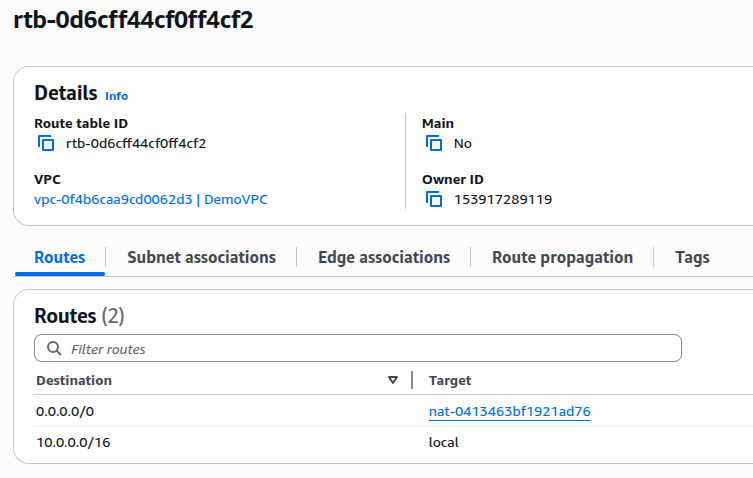 rtb-0d6cff44cf0ff4cf2
Details Info
Route table ID
rtb-0d6cff44cf0ff4cf2
Main
No
VPC
vpc-0f4b6caa9cd0062d3 | DemoVPC
Owner ID
153917289119
Routes Subnet associations Edge associations Route propagation Tags
Routes (2)
Filter routes
Destination Target
0.0.0.0/0 nat-0413463bf1921ad76
10.0.0.0/16 local